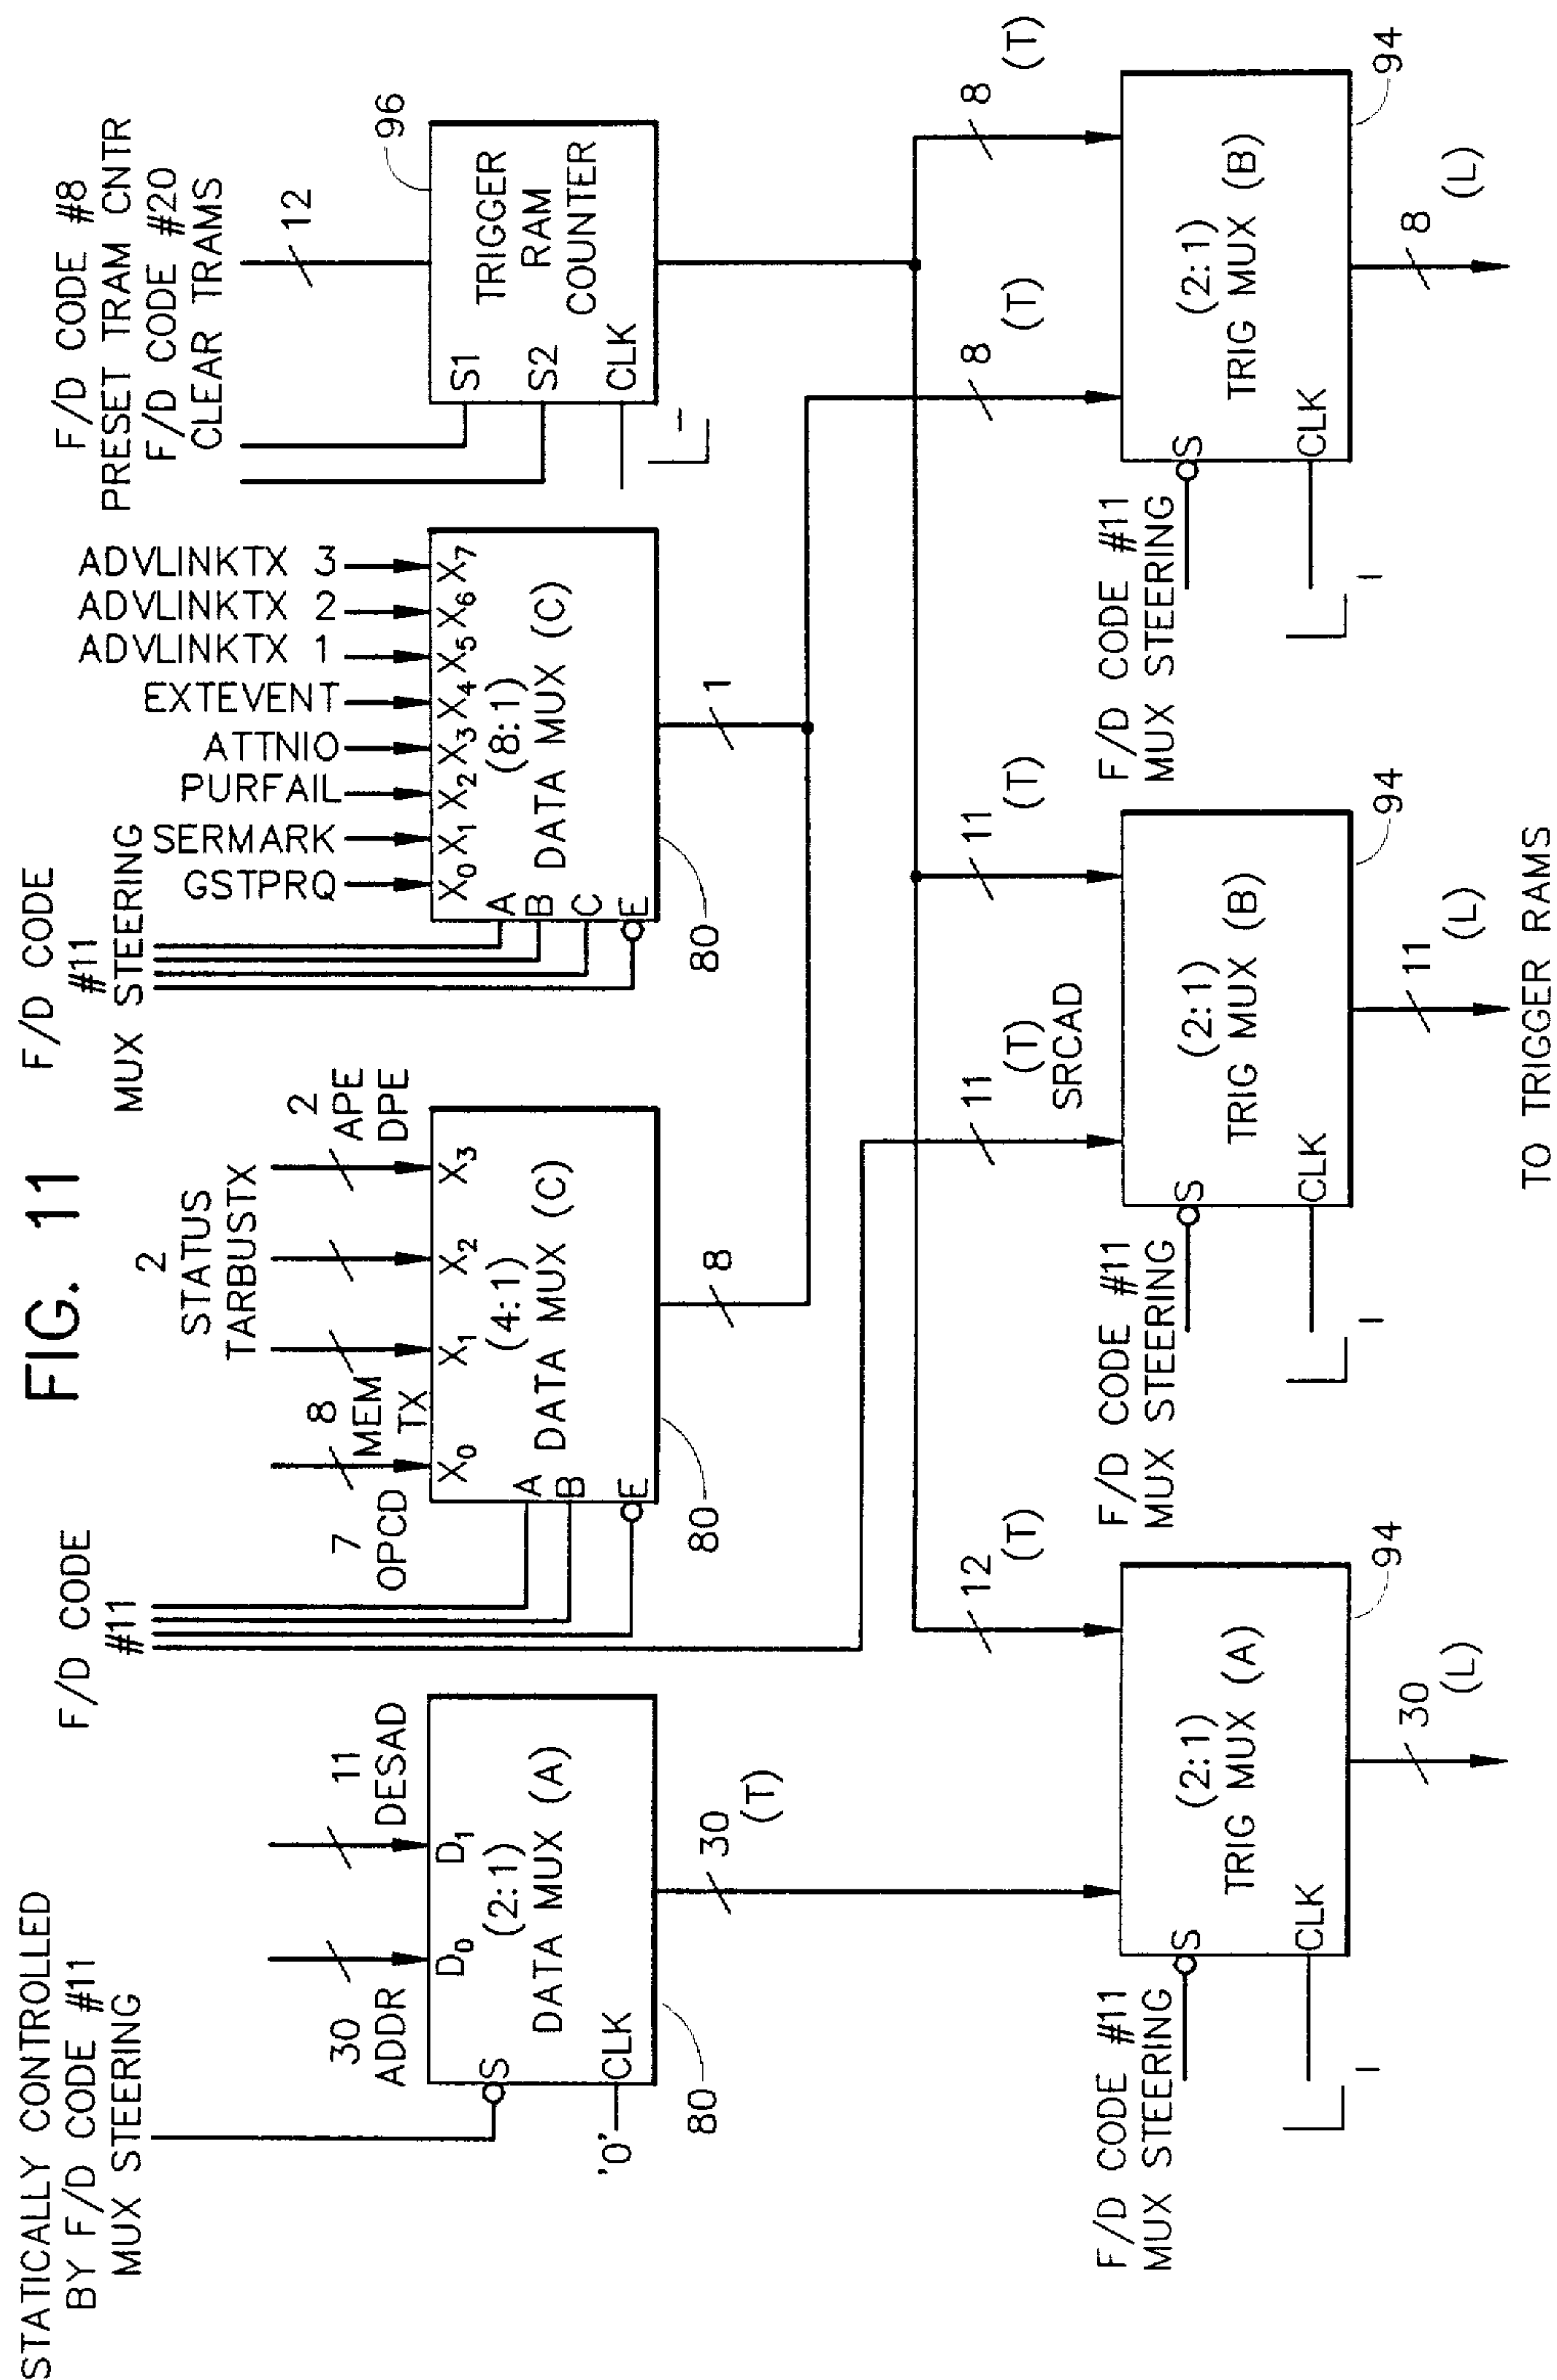 FIG. 11
STATICALLY CONTROLLED
BY F/D CODE #11
MUX STEERING
30
ADDR
11
DESAD
D0
D1
S
(2:1)
DATA MUX (A)
'0'
CLK
80
30
(T)
F/D CODE
#11
7
OPCD
8
MEM
TX
2
STATUS
TARBUSTX
2
APE
DPE
X0
X1
X2
X3
A
B
E
(4:1)
DATA MUX (C)
80
8
F/D CODE
#11
MUX STEERING
GSTPRQ
SERMARK
PURFAIL
ATTNIO
EXTEVENT
ADVLINKTX 1
ADVLINKTX 2
ADVLINKTX 3
X0
X1
X2
X3
X4
X5
X6
X7
A
B
C
E
(8:1)
DATA MUX (C)
80
1
F/D CODE #8
PRESET TRAM CNTR
F/D CODE #20
CLEAR TRAMS
12
96
S1
S2
CLK
TRIGGER
RAM
COUNTER
12
(T)
F/D CODE #11
MUX STEERING
S
CLK
(2:1)
TRIG MUX (A)
94
30
(L)
11
(T)
SRCAD
11
(T)
F/D CODE #11
MUX STEERING
S
CLK
(2:1)
TRIG MUX (B)
94
11
(L)
8
(T)
8
(T)
F/D CODE #11
MUX STEERING
S
CLK
(2:1)
TRIG MUX (B)
94
8
(L)
TO TRIGGER RAMS